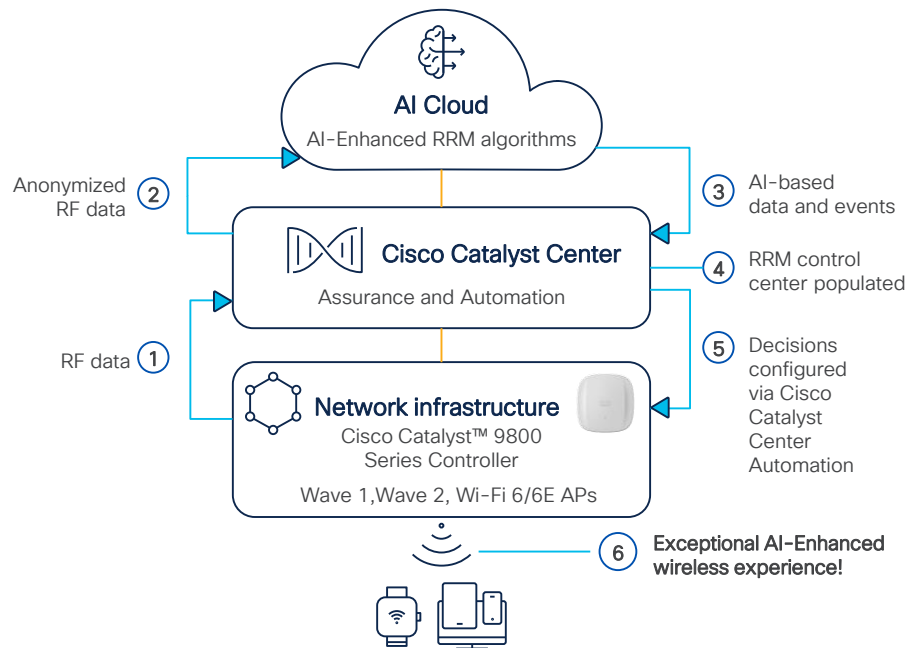 AI Cloud
AI-Enhanced RRM algorithms
Anonymized
RF data
2
3
AI-based
data and events
Cisco Catalyst Center
Assurance and Automation
4
RRM control
center populated
RF data
1
5
Decisions
configured
via Cisco
Catalyst
Center
Automation
Network infrastructure
Cisco Catalyst™ 9800
Series Controller
Wave 1,Wave 2, Wi-Fi 6/6E APs
6
Exceptional AI-Enhanced
wireless experience!